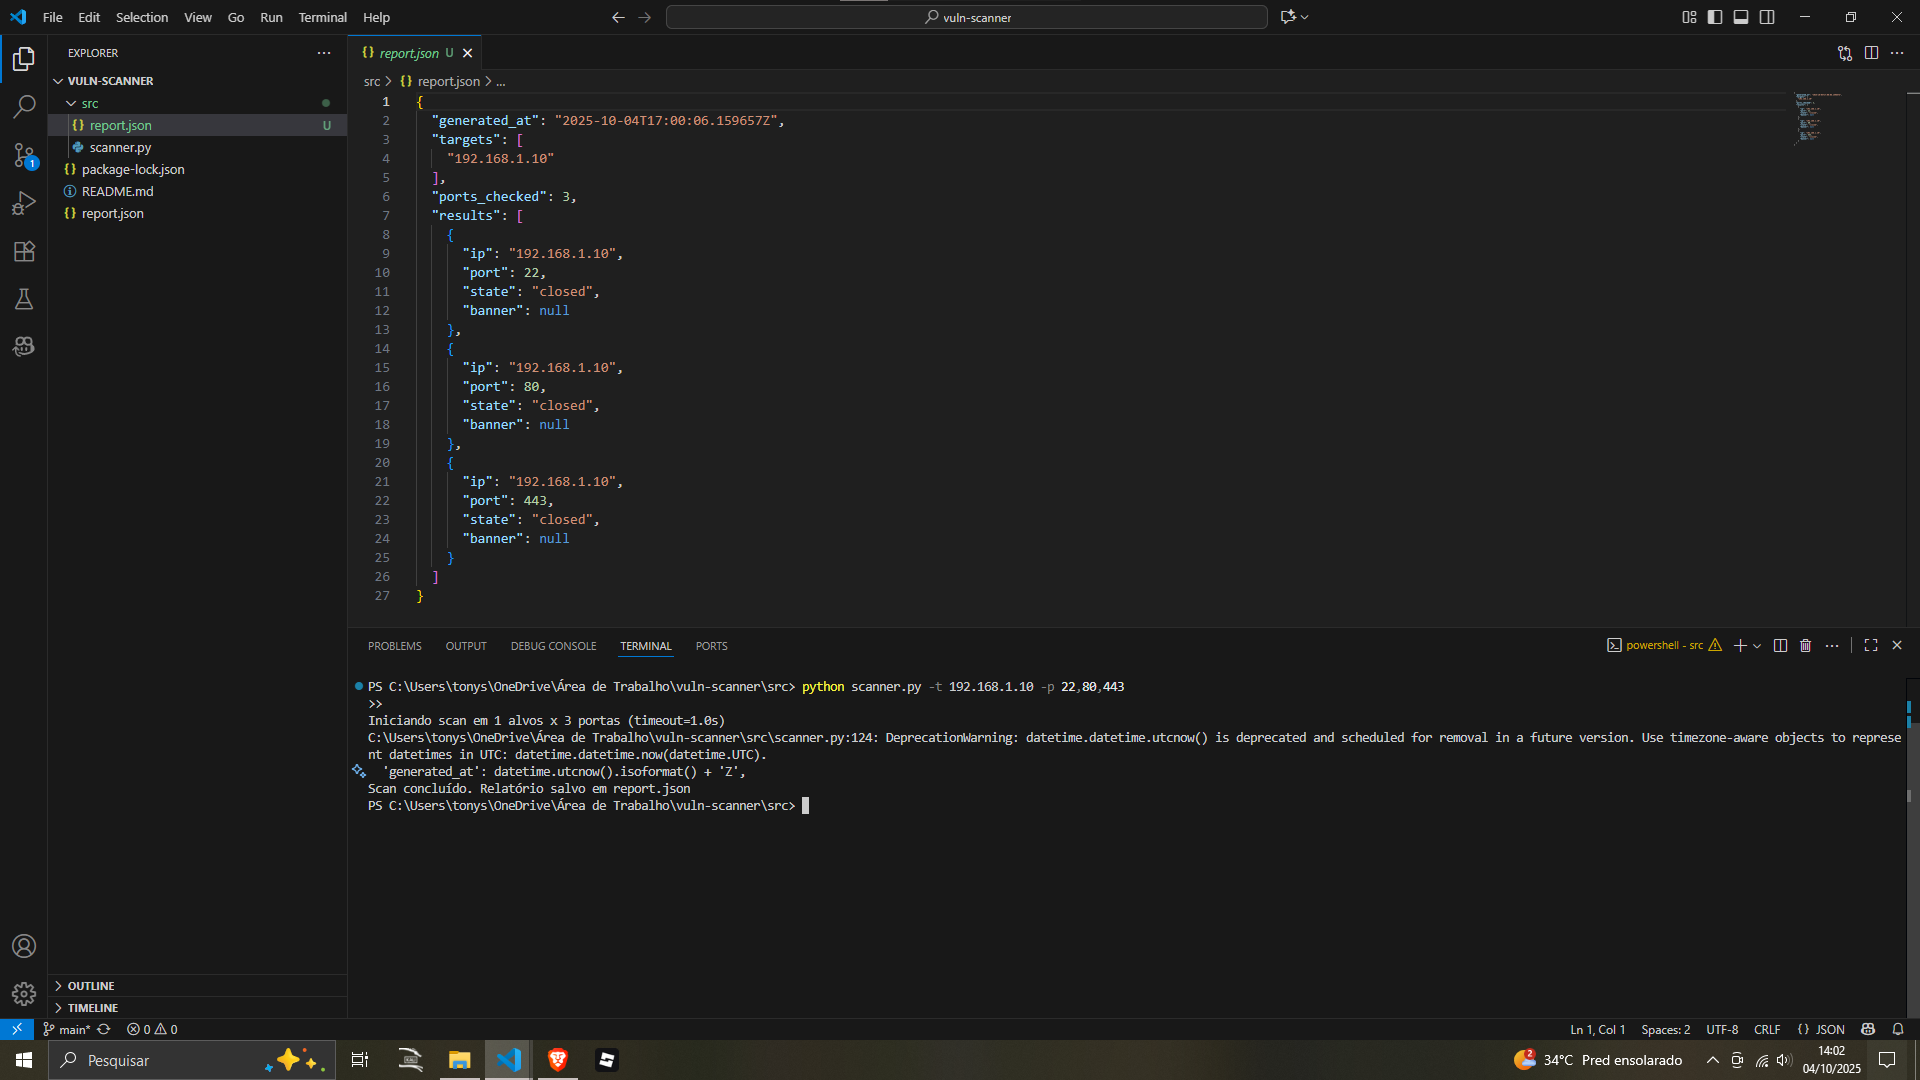 File Edit Selection View Go Run Terminal Help
vuln-scanner
EXPLORER
VULN-SCANNER
src
report.json U
scanner.py
package-lock.json
README.md
report.json
OUTLINE
TIMELINE
1
report.json U
src > report.json > ...
1 {
2 "generated_at": "2025-10-04T17:00:06.159657Z",
3 "targets": [
4 "192.168.1.10"
5 ],
6 "ports_checked": 3,
7 "results": [
8 {
9 "ip": "192.168.1.10",
10 "port": 22,
11 "state": "closed",
12 "banner": null
13 },
14 {
15 "ip": "192.168.1.10",
16 "port": 80,
17 "state": "closed",
18 "banner": null
19 },
20 {
21 "ip": "192.168.1.10",
22 "port": 443,
23 "state": "closed",
24 "banner": null
25 }
26 ]
27 }
PROBLEMS OUTPUT DEBUG CONSOLE TERMINAL PORTS
powershell - src
PS C:\Users\tonys\OneDrive\Área de Trabalho\vuln-scanner\src> python scanner.py -t 192.168.1.10 -p 22,80,443
>>
Iniciando scan em 1 alvos x 3 portas (timeout=1.0s)
C:\Users\tonys\OneDrive\Área de Trabalho\vuln-scanner\src\scanner.py:124: DeprecationWarning: datetime.datetime.utcnow() is deprecated and scheduled for removal in a future version. Use timezone-aware objects to represe
nt datetimes in UTC: datetime.datetime.now(datetime.UTC).
'generated_at': datetime.utcnow().isoformat() + 'Z',
Scan concluído. Relatório salvo em report.json
PS C:\Users\tonys\OneDrive\Área de Trabalho\vuln-scanner\src>
main* 0 0
Ln 1, Col 1 Spaces: 2 UTF-8 CRLF {} JSON
Pesquisar
2
34°C Pred ensolarado
14:02
04/10/2025